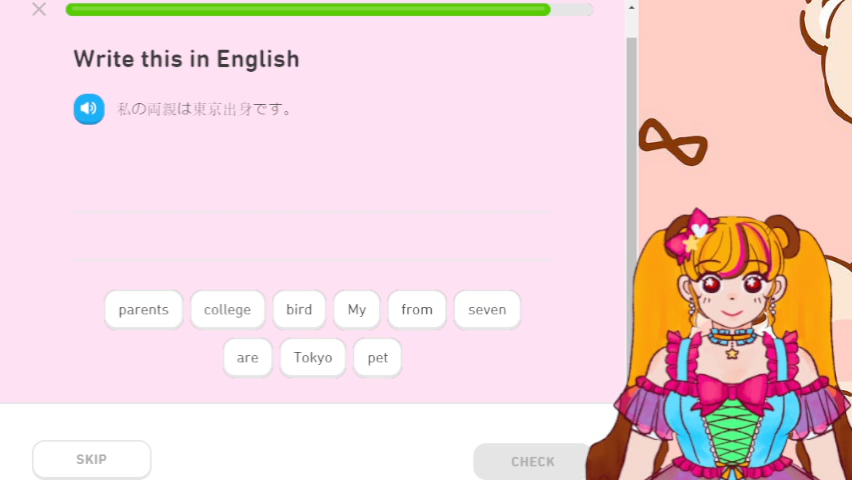 Write this in English
私の両親は東京出身です。
parents college bird My from seven
are Tokyo pet
SKIP CHECK